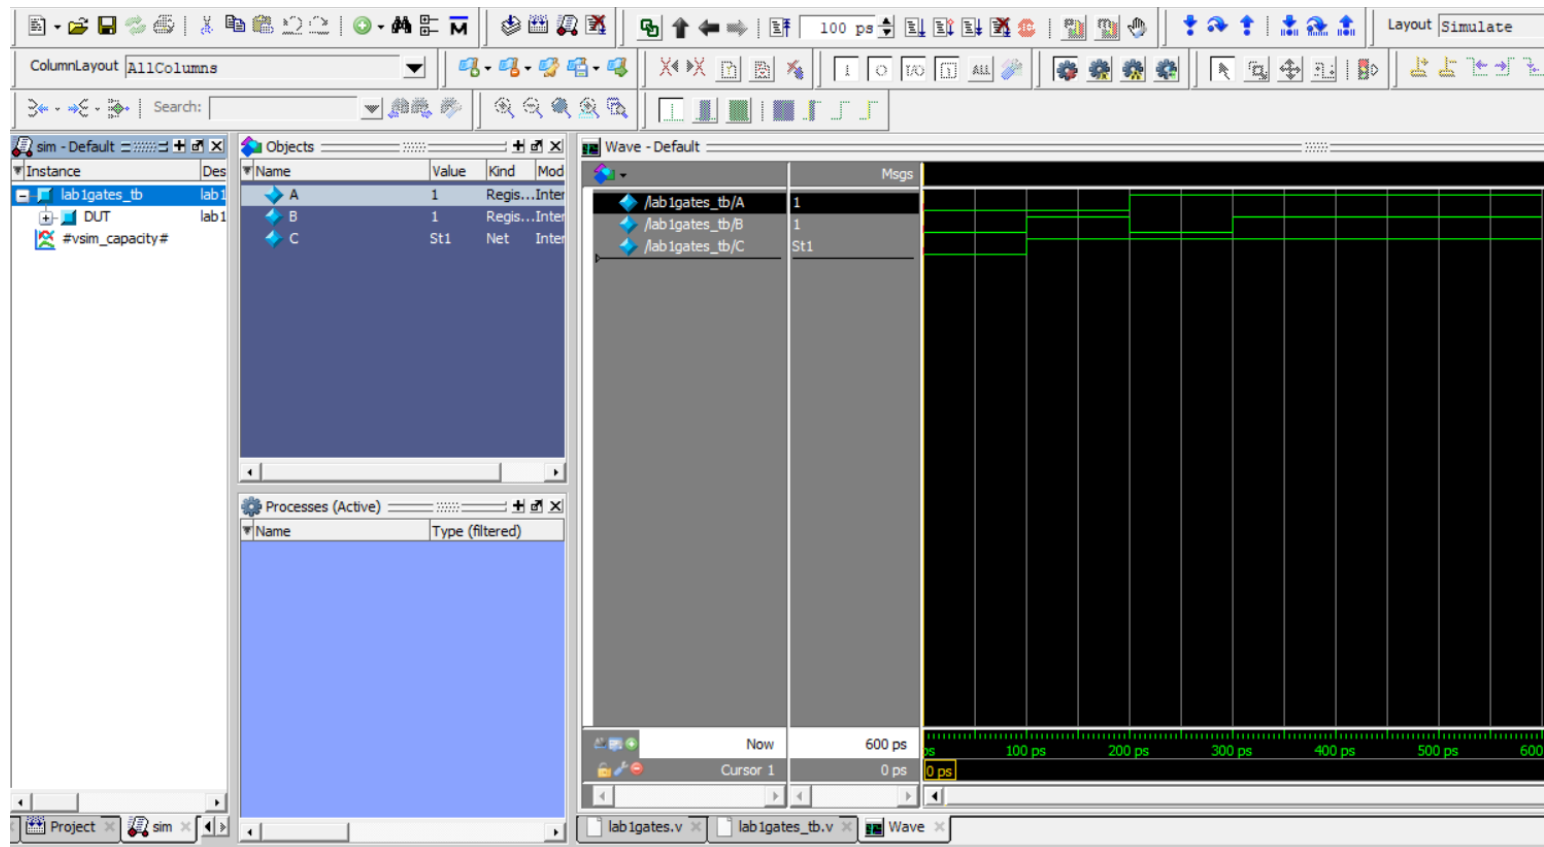 100 ps
Layout Simulate
ColumnLayout AllColumns
ALL
Search:
sim - Default
Objects
Wave - Default
Instance Des
Name Value Kind Mod
Msgs
lab1gates_tb lab1
DUT lab1
#vsim_capacity#
A 1 Regis... Inter
B 1 Regis... Inter
C St1 Net Inter
/lab1gates_tb/A 1
/lab1gates_tb/B 1
/lab1gates_tb/C St1
Processes (Active)
Name Type (filtered)
Now 600 ps
ps 100 ps 200 ps 300 ps 400 ps 500 ps 600
Cursor 1 0 ps 0 ps
Project sim
lab1gates.v lab1gates_tb.v Wave